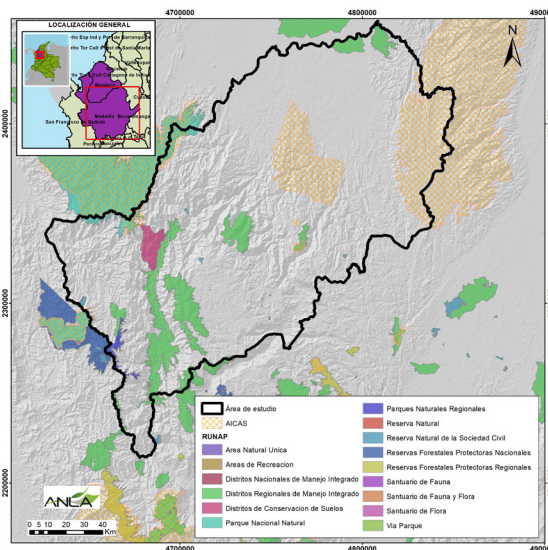 4700000
4800000
4900
LOCALIZACIÓN GENERAL
San Francisco de Quibdó
Medellín
Bucaramanga
N
2400000
2300000
2200000
Área de estudio
AICAS
RUNAP
Area Natural Unica
Areas de Recreacion
Distritos Nacionales de Manejo Integrado
Distritos Regionales de Manejo Integrado
Distritos de Conservacion de Suelos
Parque Nacional Natural
Parques Naturales Regionales
Reserva Natural
Reserva Natural de la Sociedad Civil
Reservas Forestales Protectoras Nacionales
Reservas Forestales Protectoras Regionales
Santuario de Fauna
Santuario de Fauna y Flora
Santuario de Flora
Via Parque
ANLA
0 5 10 20 30 40
Km
4700000
4800000
4900